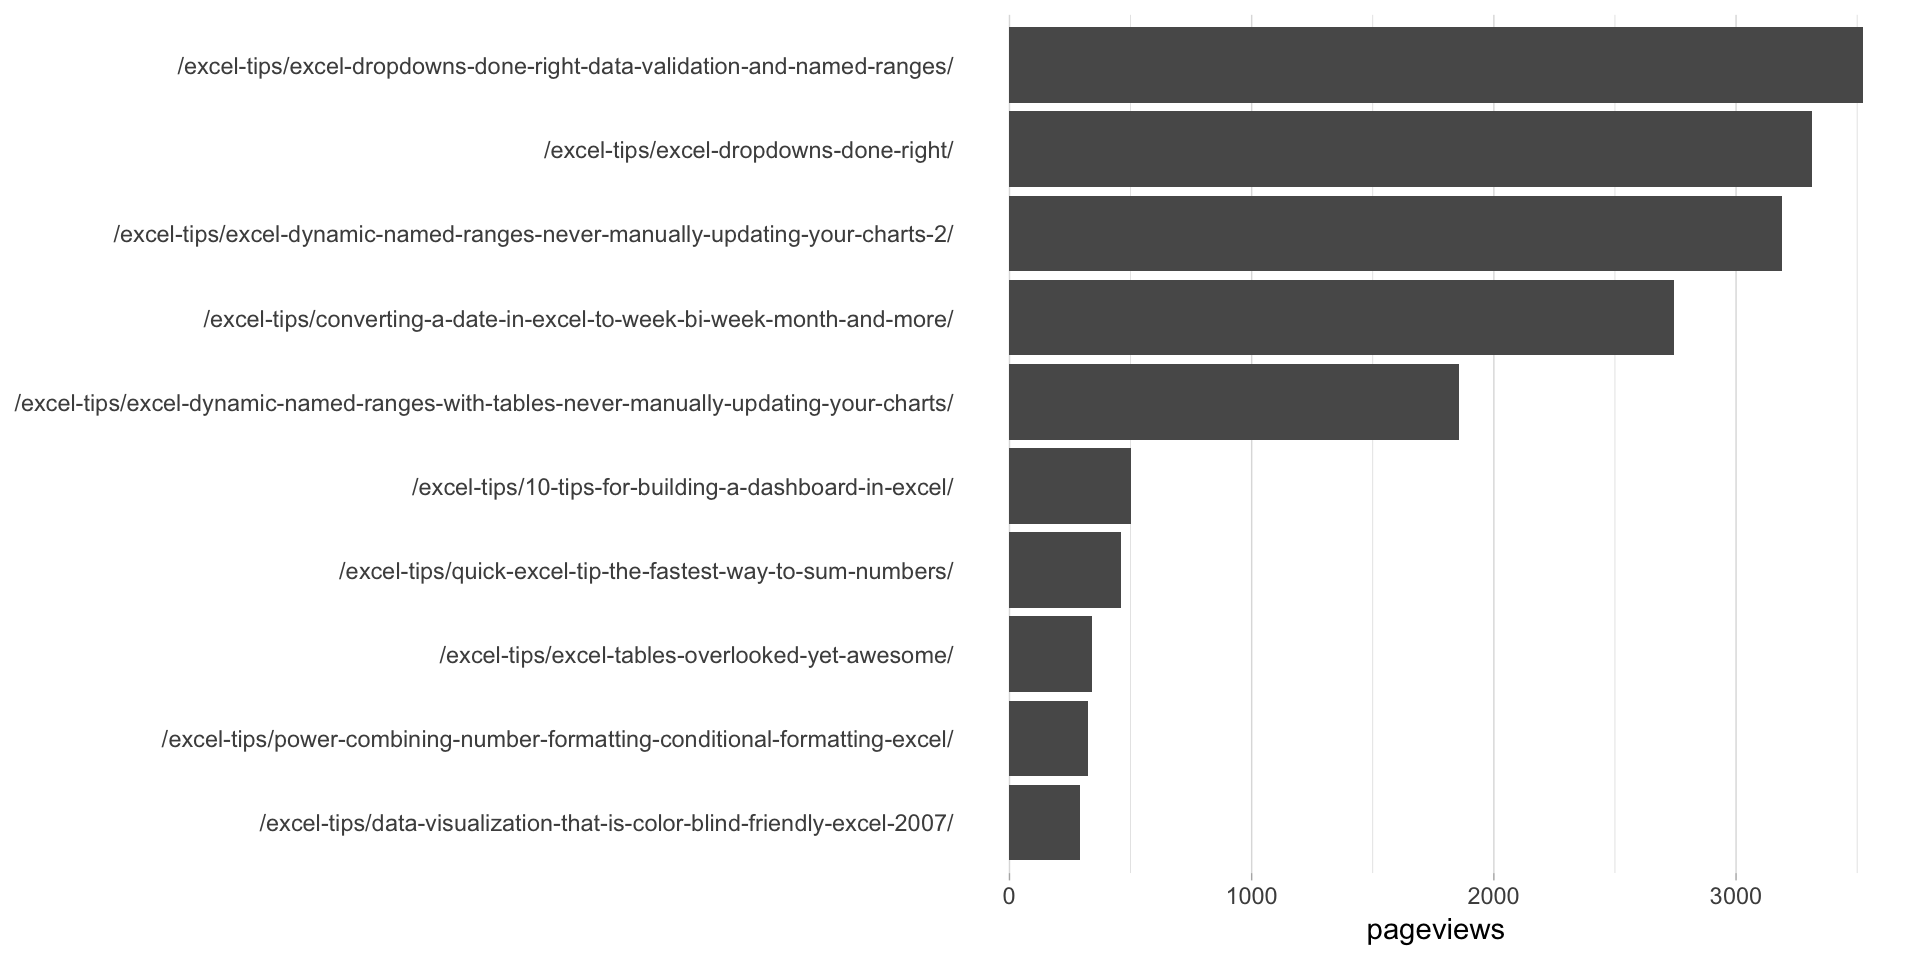 /excel-tips/excel-dropdowns-done-right-data-validation-and-named-ranges/
/excel-tips/excel-dropdowns-done-right/
/excel-tips/excel-dynamic-named-ranges-never-manually-updating-your-charts-2/
/excel-tips/converting-a-date-in-excel-to-week-bi-week-month-and-more/
/excel-tips/excel-dynamic-named-ranges-with-tables-never-manually-updating-your-charts/
/excel-tips/10-tips-for-building-a-dashboard-in-excel/
/excel-tips/quick-excel-tip-the-fastest-way-to-sum-numbers/
/excel-tips/excel-tables-overlooked-yet-awesome/
/excel-tips/power-combining-number-formatting-conditional-formatting-excel/
/excel-tips/data-visualization-that-is-color-blind-friendly-excel-2007/
0 1000 2000 3000
pageviews